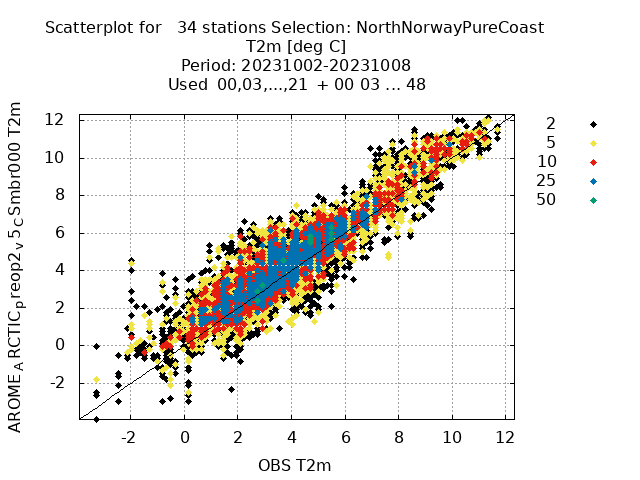 Scatterplot for 34 stations Selection: NorthNorwayPureCoast
T2m [deg C]
Period: 20231002-20231008
Used 00,03,...,21 + 00 03 ... 48
AROME_A RCTIC_p reop2_v 5_C Smbr000 T2m
12
10
8
6
4
2
0
-2
-2 0 2 4 6 8 10 12
OBS T2m
2
5
10
25
50